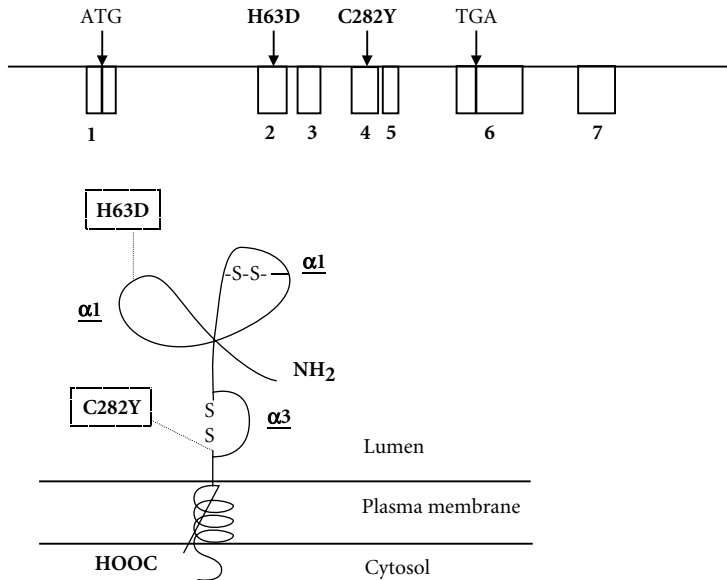 ATG H63D C282Y TGA
1 2 3 4 5 6 7
H63D
-S-S- α1
α1
NH2
C282Y S α3
S
Lumen
Plasma membrane
HOOC
Cytosol